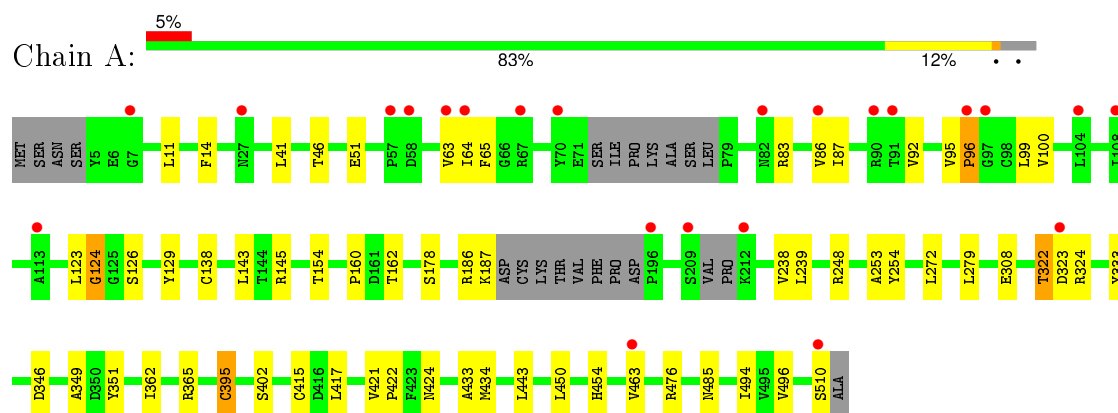 5%
Chain A:
83% 12% • •
MET SER ASN SER Y5 E6 G7 L11 F14 N27 L41 T46 E51 P57 D58 V63 I64 F65 G66 R67 Y70 E71 SER ILE PRO LYS ALA SER LEU P79 N82 R83 V86 I87 R90 T91 V92 V95 P96 G97 G98 L99 V100 L104
A113 L123 G124 G125 S126 Y129 C138 L143 T144 R145 T154 P160 D161 T162 S178 R186 K187 ASP CYS LYS THR VAL PHE PRO ASP P196 S209 VAL PRO K212 V238 L239 R248 A253 Y254 L272 L279 E308 T322 D323 R324
D346 A349 D350 Y351 I362 R365 C395 S402 C415 D416 L417 V421 P422 F423 N424 A433 M434 L443 L450 H454 V463 R476 N485 I494 V495 V496 S510 ALA